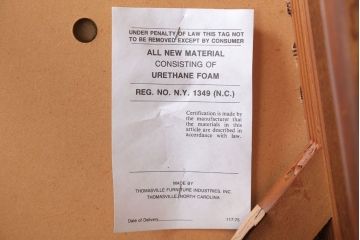 UNDER PENALTY OF LAW THIS TAG NOT
TO BE REMOVED EXCEPT BY CONSUMER
ALL NEW MATERIAL
CONSISTING OF
URETHANE FOAM
REG. NO. N.Y. 1349 (N.C.)
Certification is made by
the manufacturer that
the materials in this
article are described in
accordance with law.
MADE BY
THOMASVILLE FURNITURE INDUSTRIES, INC.
THOMASVILLE, NORTH CAROLINA
Date of Delivery
117-75